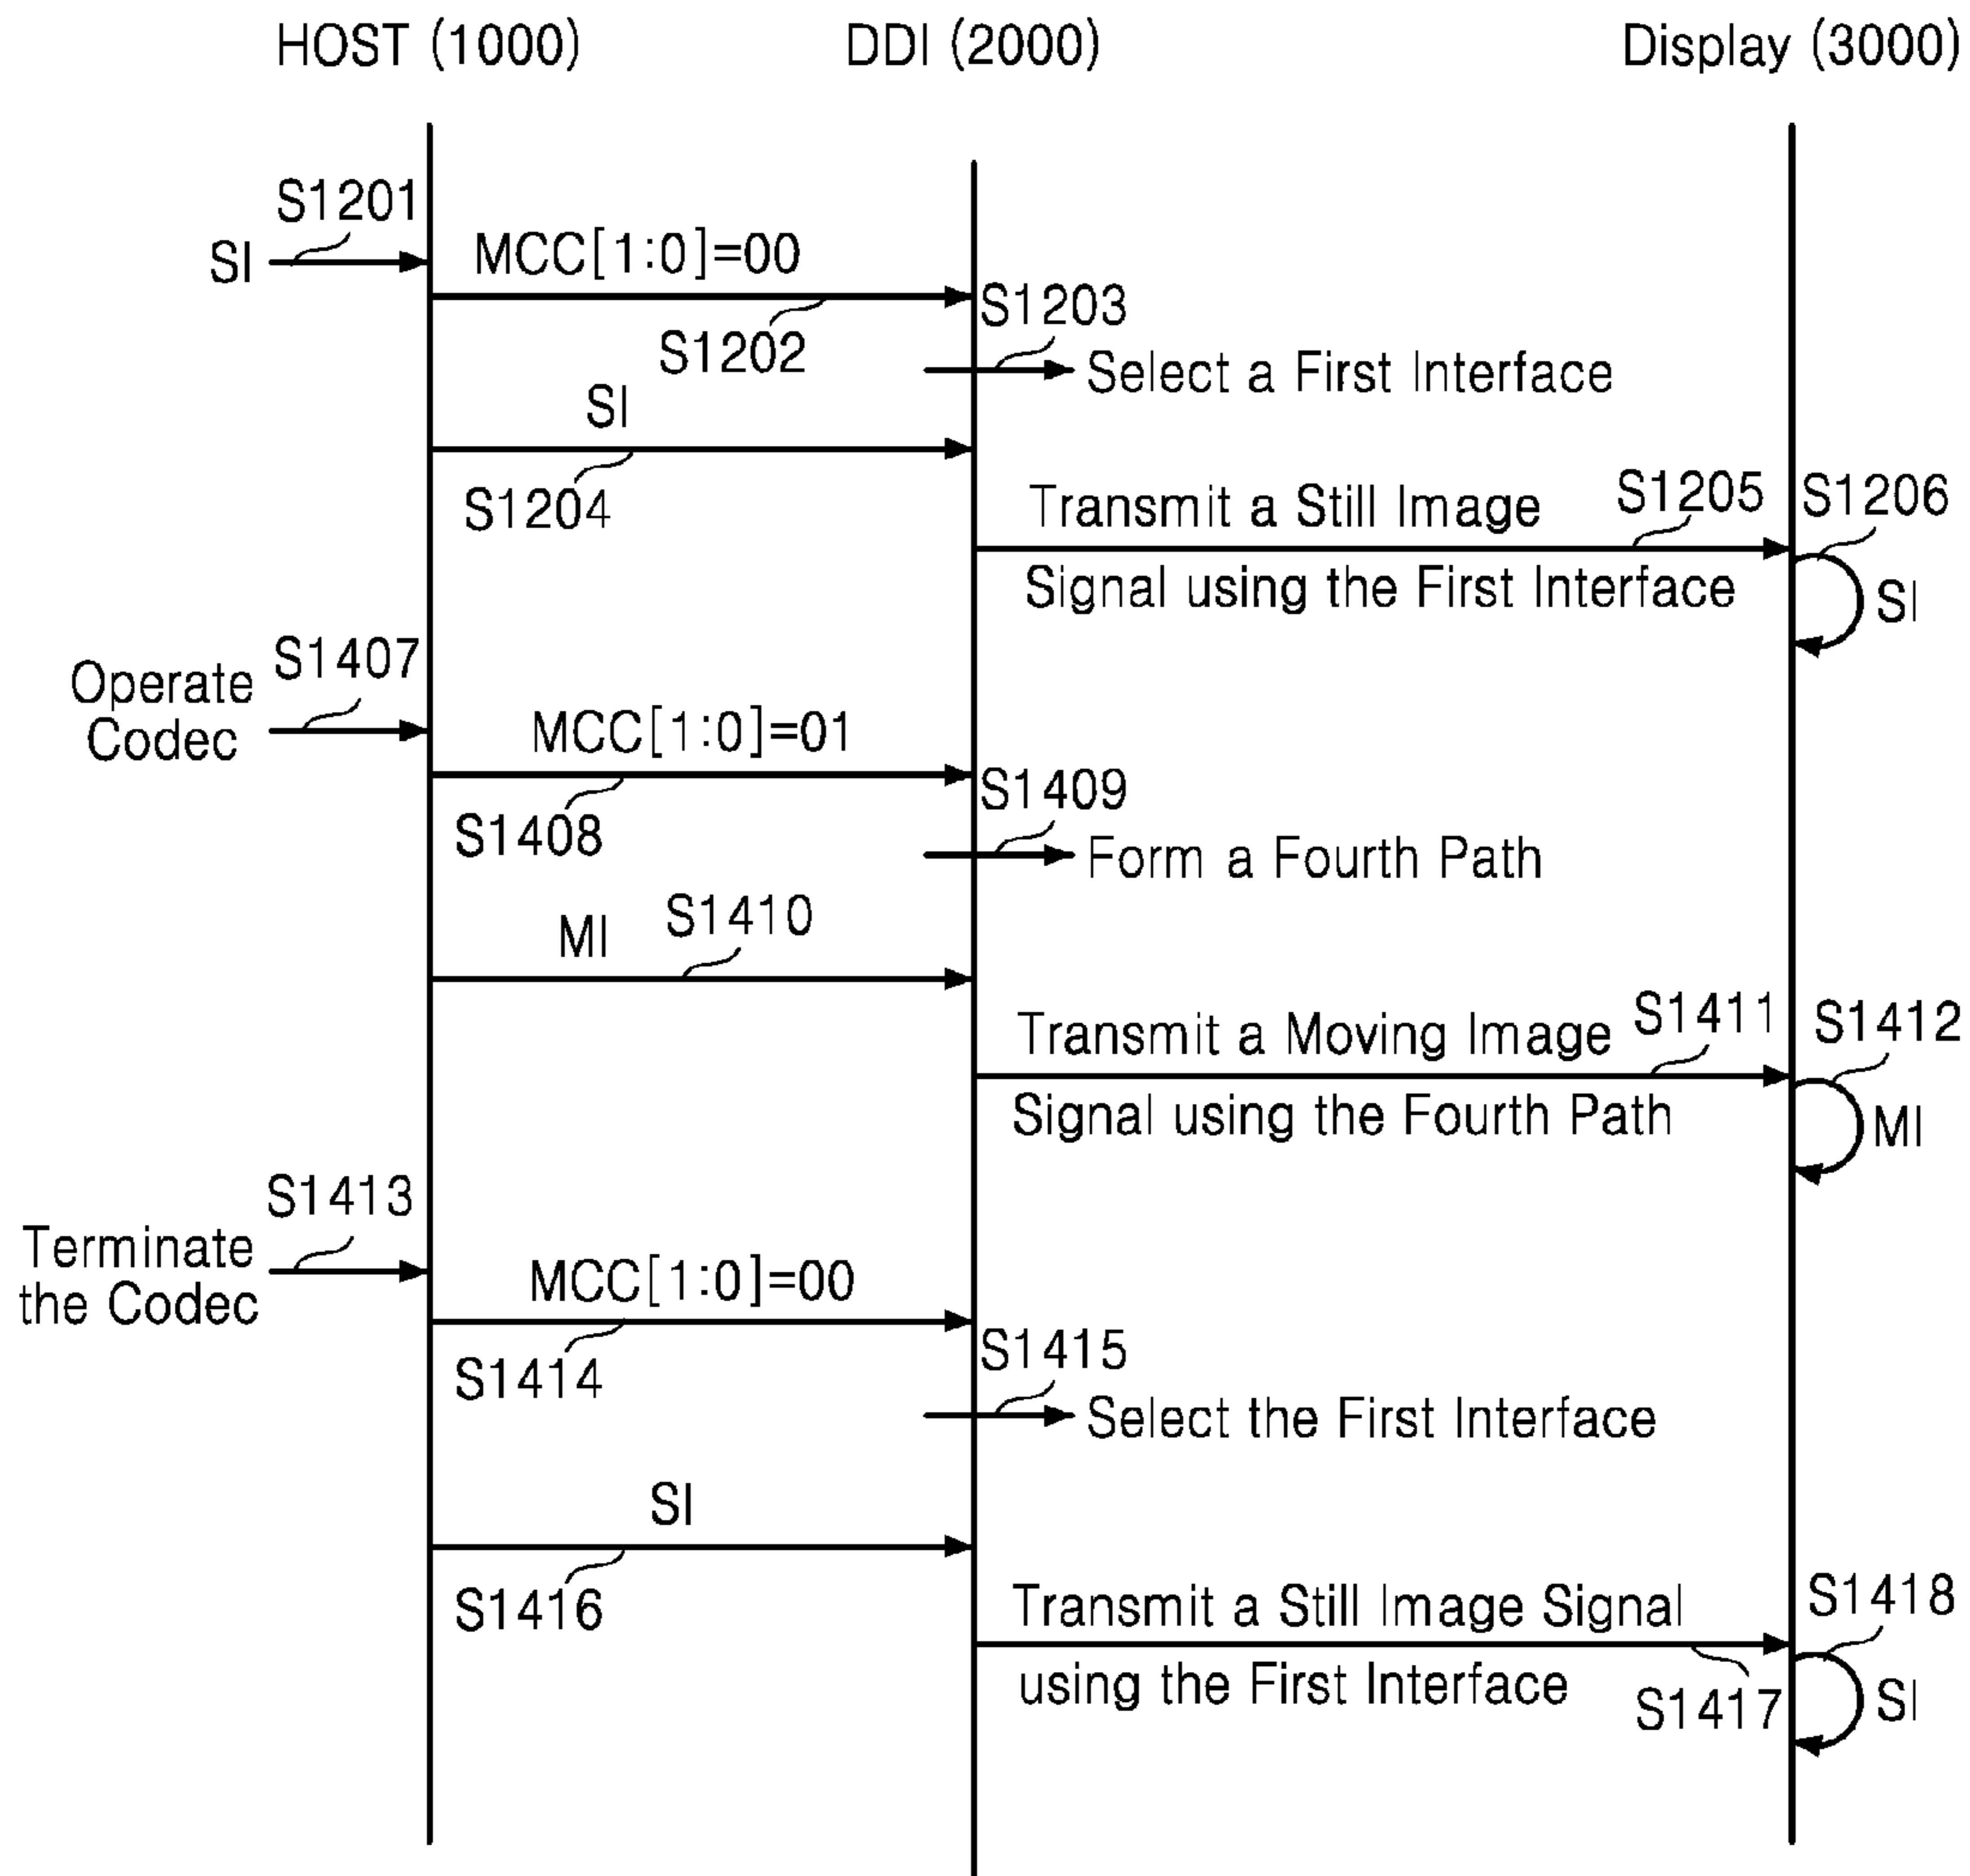 HOST (1000)
DDI (2000)
Display (3000)
S1201
SI
MCC[1:0]=00
S1202
S1203
Select a First Interface
SI
S1204
Transmit a Still Image
Signal using the First Interface
S1205
S1206
SI
S1407
Operate
Codec
MCC[1:0]=01
S1408
S1409
Form a Fourth Path
MI
S1410
Transmit a Moving Image
Signal using the Fourth Path
S1411
S1412
MI
S1413
Terminate
the Codec
MCC[1:0]=00
S1414
S1415
Select the First Interface
SI
S1416
Transmit a Still Image Signal
using the First Interface
S1417
S1418
SI